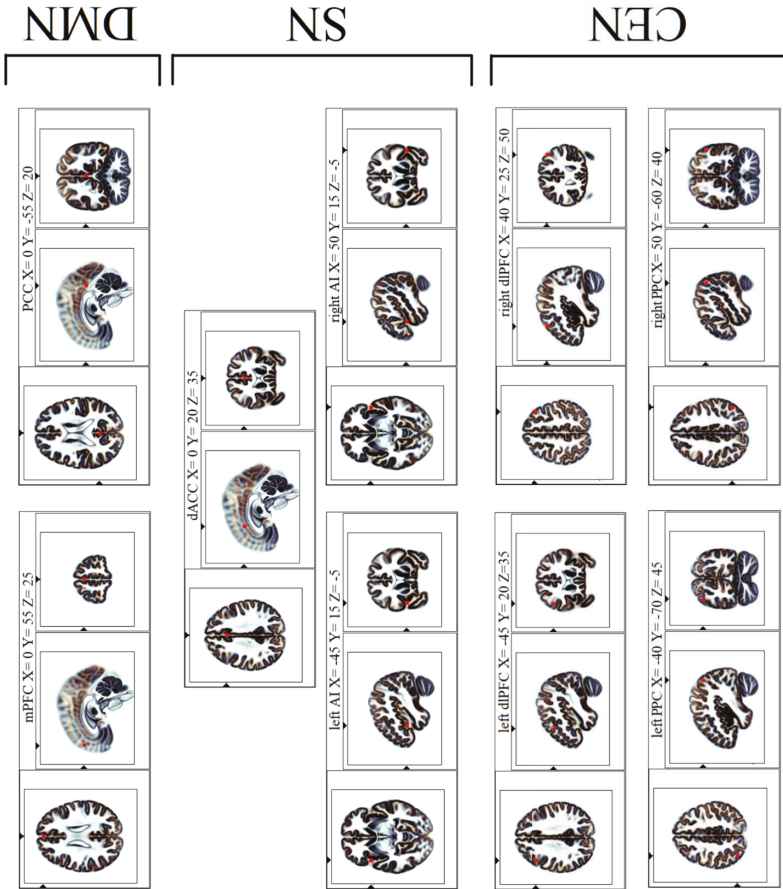 DMN
SN
CEN
PCC X= 0 Y= -55 Z= 20
mPFC X= 0 Y= 55 Z= 25
dACC X= 0 Y= 20 Z= 35
right AI X= 50 Y= 15 Z= -5
left AI X= -45 Y= 15 Z= -5
right dlPFC X= 40 Y= 25 Z= 50
left dlPFC X= -45 Y= 20 Z=35
right PPC X= 50 Y= -60 Z= 40
left PPC X= -40 Y= -70 Z= 45